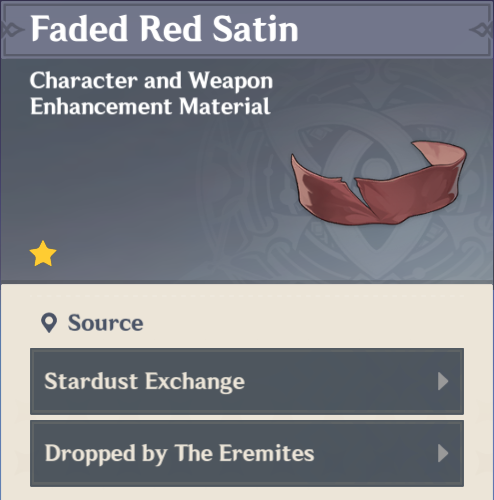 Faded Red Satin
Character and Weapon
Enhancement Material
Source
Stardust Exchange
Dropped by The Eremites